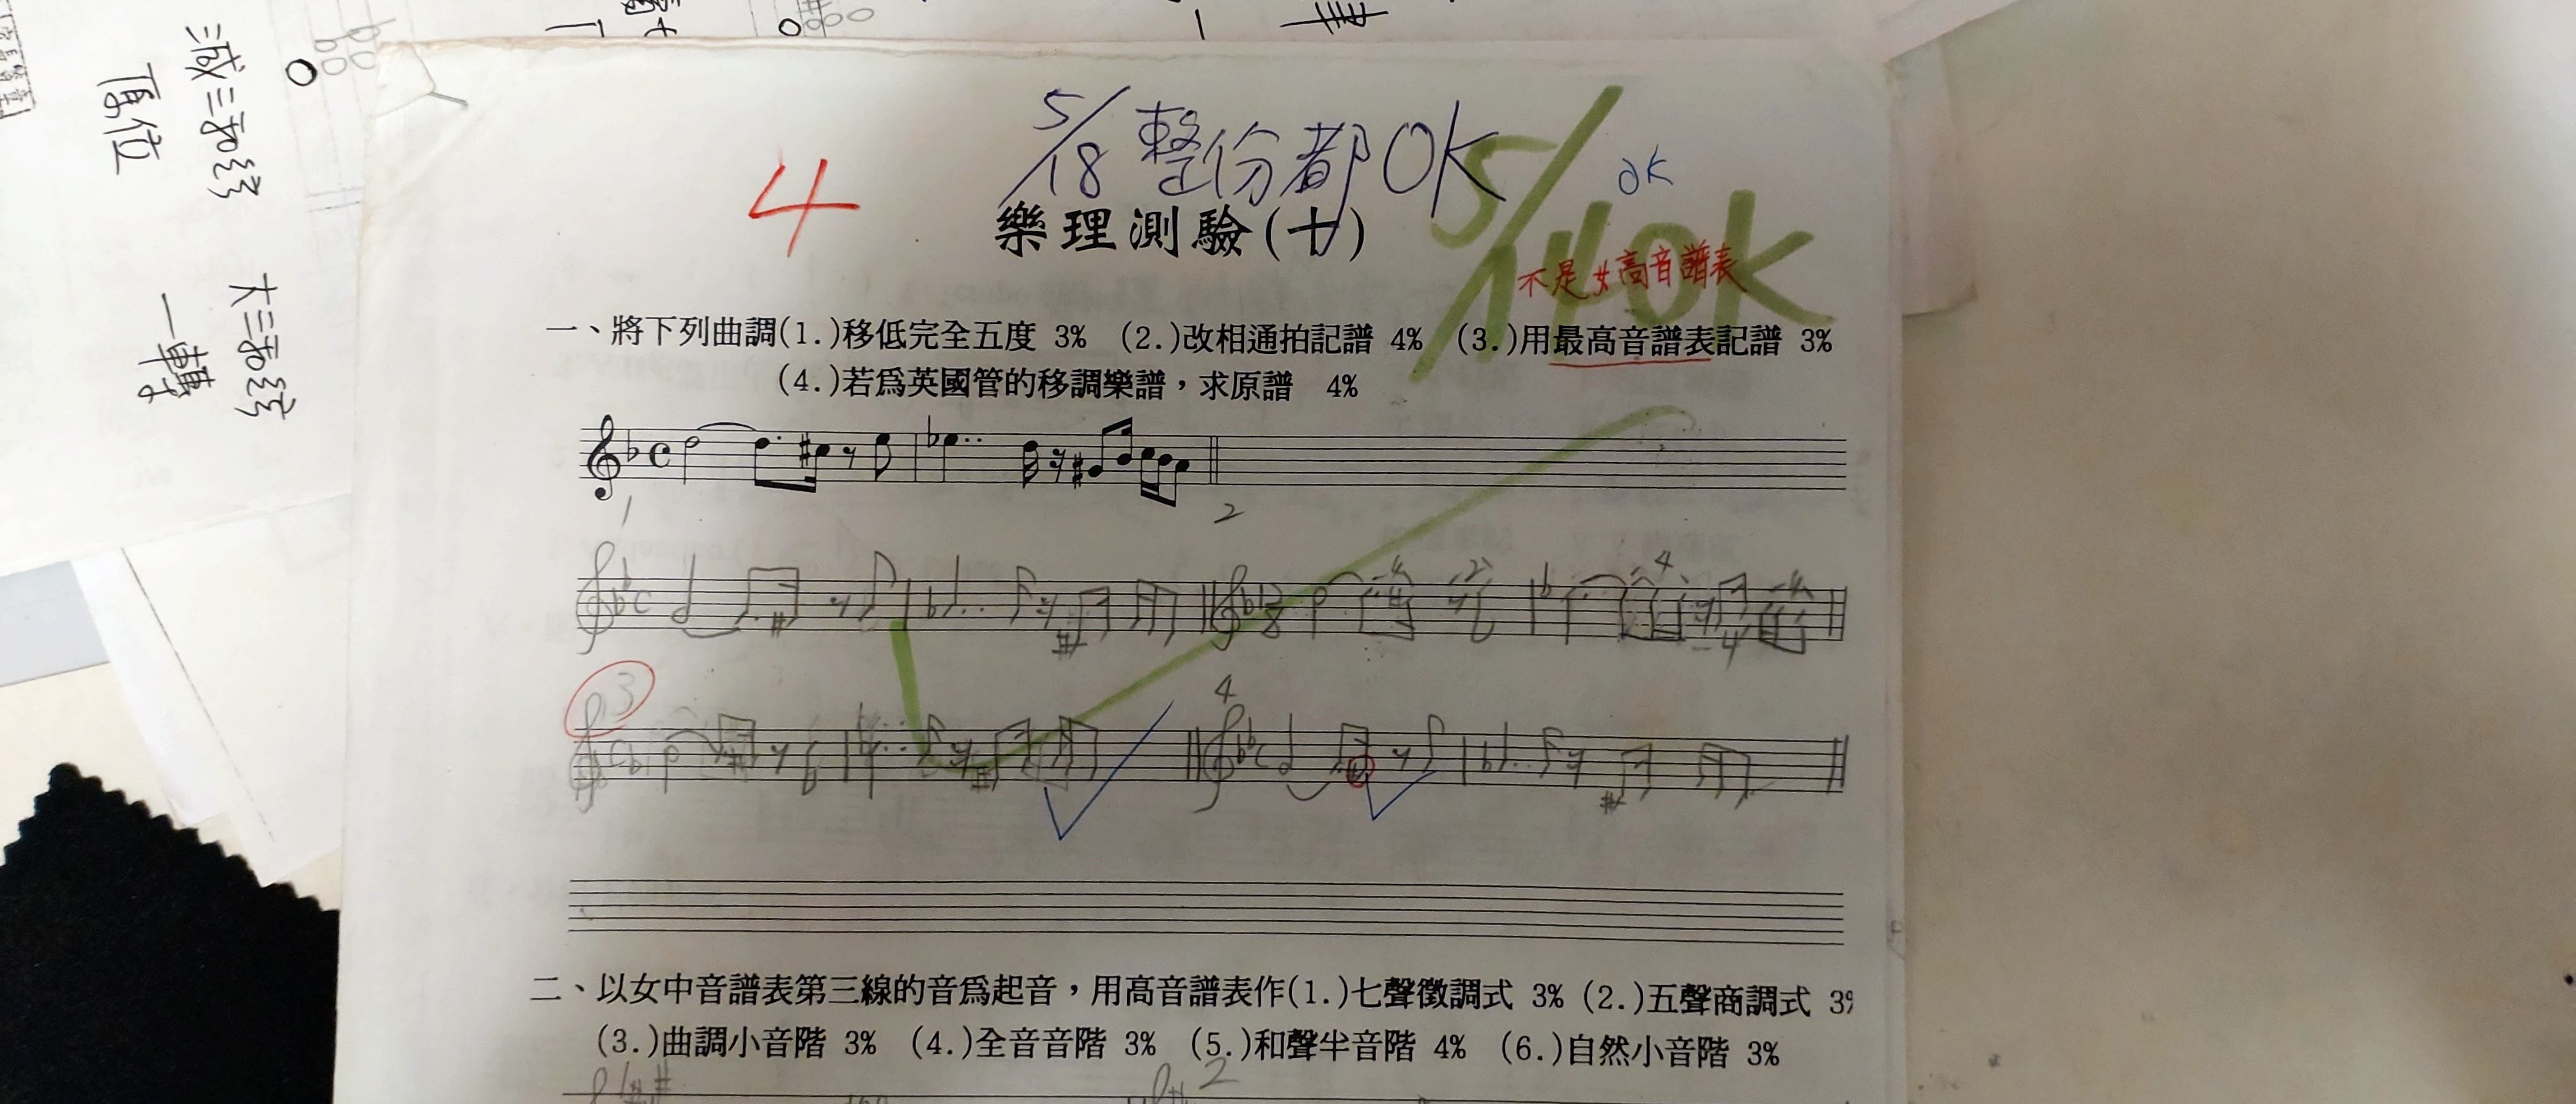 5/18 整份都OK
4
5/14 OK
OK
樂理測驗(十)
不是女高音譜表
一、將下列曲調(1.)移低完全五度 3% (2.)改相通拍記譜 4% (3.)用最高音譜表記譜 3%
(4.)若爲英國管的移調樂譜，求原譜 4%
1
2
3
4
二、以女中音譜表第三線的音爲起音，用高音譜表作(1.)七聲徵調式 3% (2.)五聲商調式 3%
(3.)曲調小音階 3% (4.)全音音階 3% (5.)和聲半音階 4% (6.)自然小音階 3%
2
減三和弦
原位
大三和弦
一轉